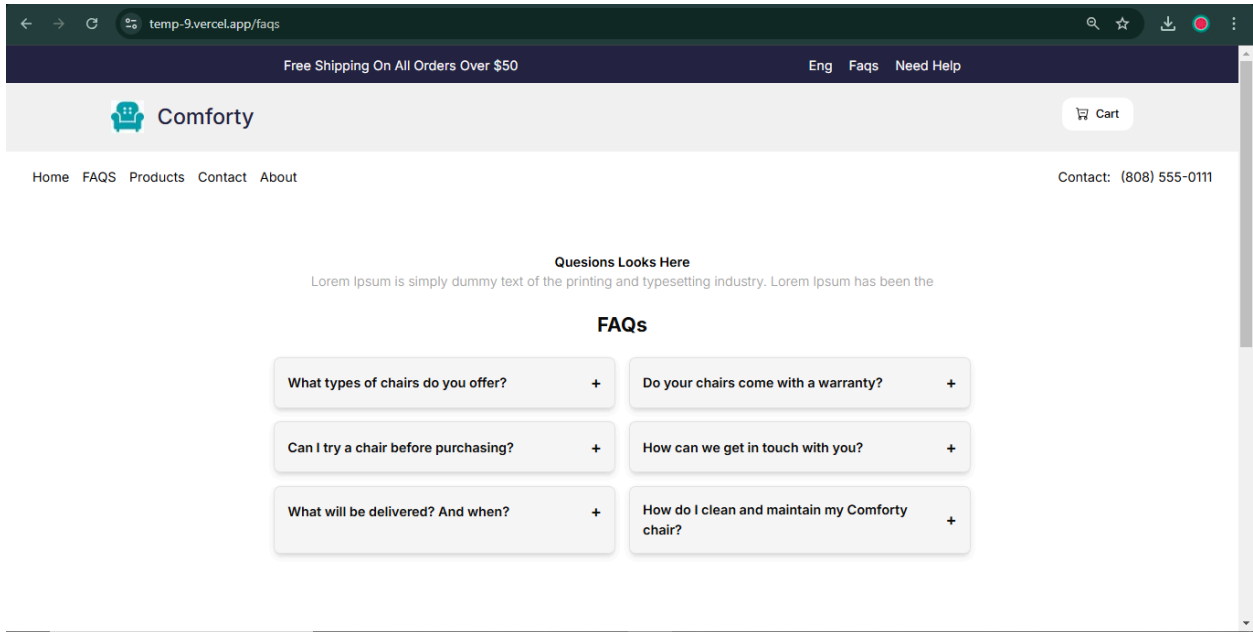 temp-9.vercel.app/faqs
Free Shipping On All Orders Over $50
Eng Faqs Need Help
Comforty
Cart
Home FAQS Products Contact About
Contact: (808) 555-0111
Quesions Looks Here
Lorem Ipsum is simply dummy text of the printing and typesetting industry. Lorem Ipsum has been the
FAQs
What types of chairs do you offer? +
Do your chairs come with a warranty? +
Can I try a chair before purchasing? +
How can we get in touch with you? +
What will be delivered? And when? +
How do I clean and maintain my Comforty
chair? +